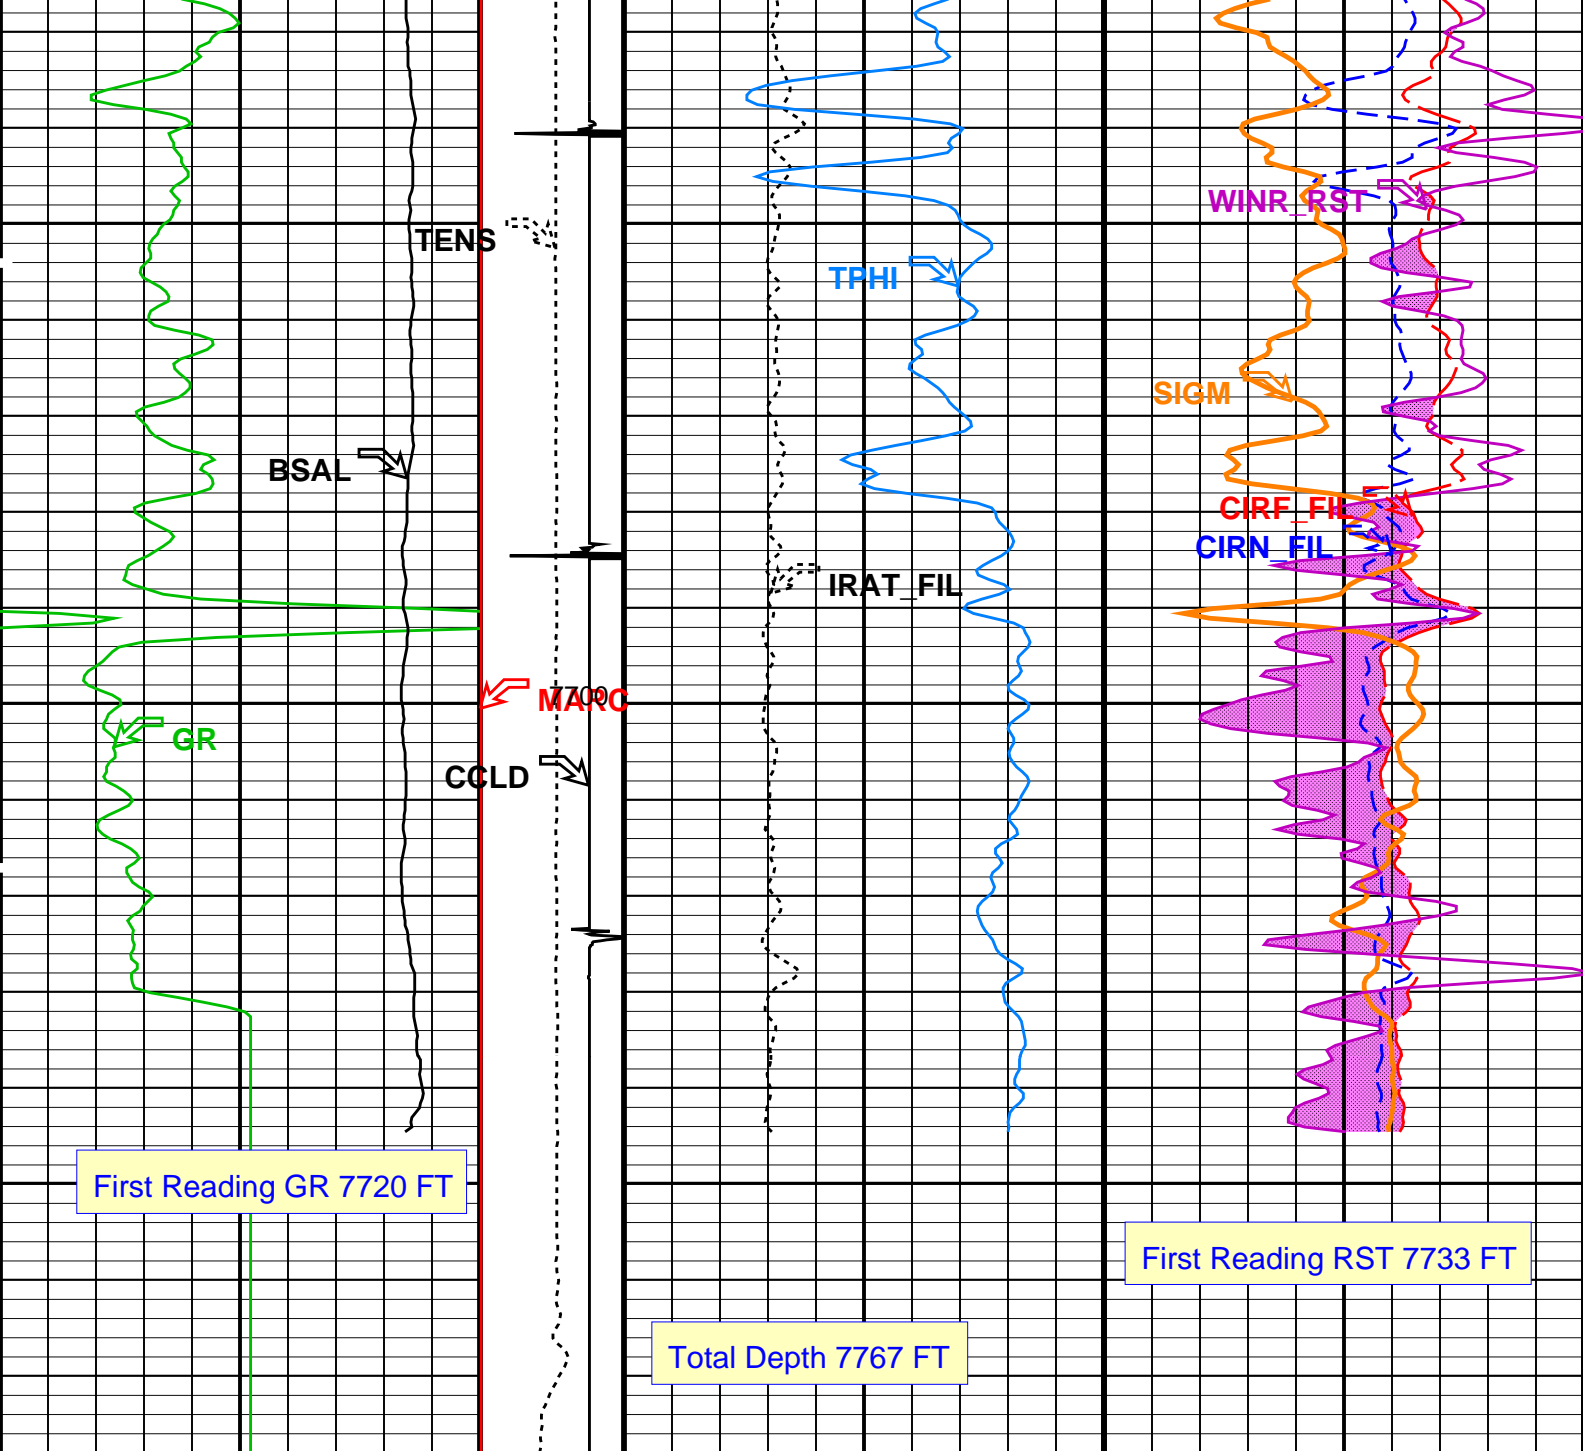 WINR_RST
TENS
TPHI
SIGM
BSAL
CIRF_FIL
CIRN_FIL
IRAT_FIL
MARC
7700
GR
CCLD
First Reading GR 7720 FT
First Reading RST 7733 FT
Total Depth 7767 FT